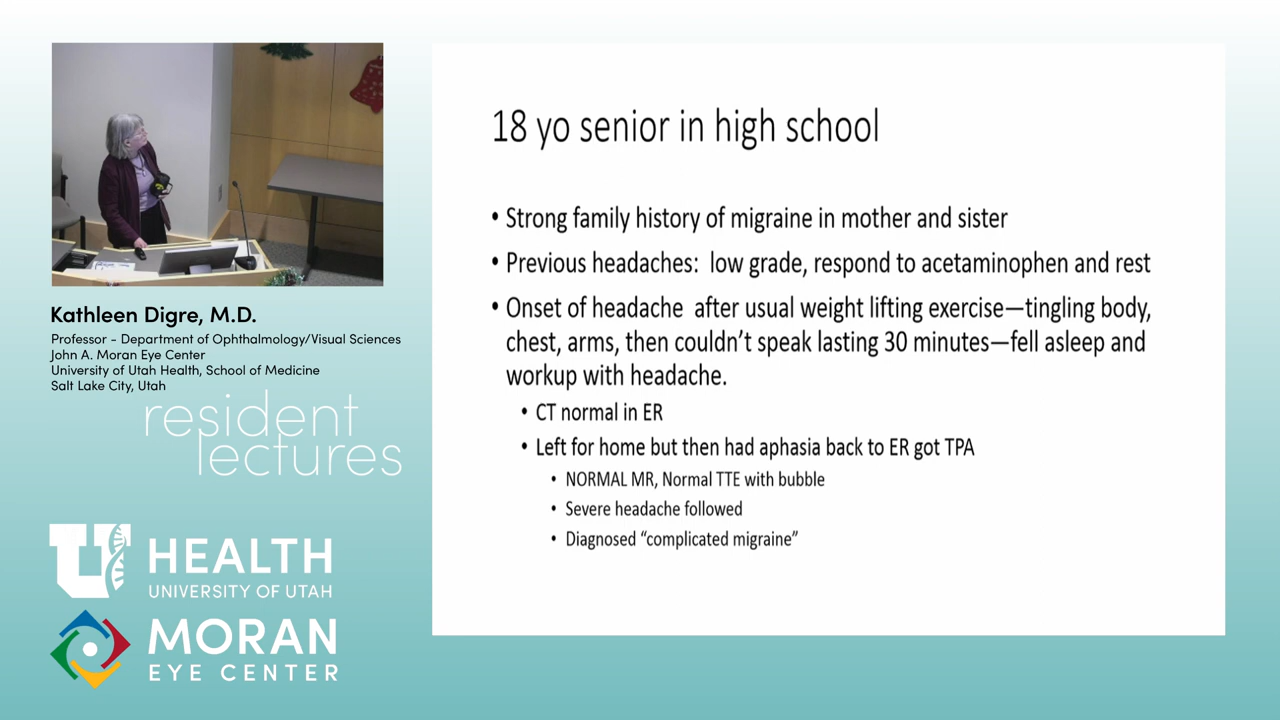 Kathleen Digre, M.D.
Professor - Department of Ophthalmology/Visual Sciences
John A. Moran Eye Center
University of Utah Health, School of Medicine
Salt Lake City, Utah
resident
lectures
U HEALTH
UNIVERSITY OF UTAH
MORAN
EYE CENTER
18 yo senior in high school
• Strong family history of migraine in mother and sister
• Previous headaches:  low grade, respond to acetaminophen and rest
• Onset of headache  after usual weight lifting exercise—tingling body,
chest, arms, then couldn’t speak lasting 30 minutes—fell asleep and
workup with headache.
• CT normal in ER
• Left for home but then had aphasia back to ER got TPA
• NORMAL MR, Normal TTE with bubble
• Severe headache followed
• Diagnosed “complicated migraine”